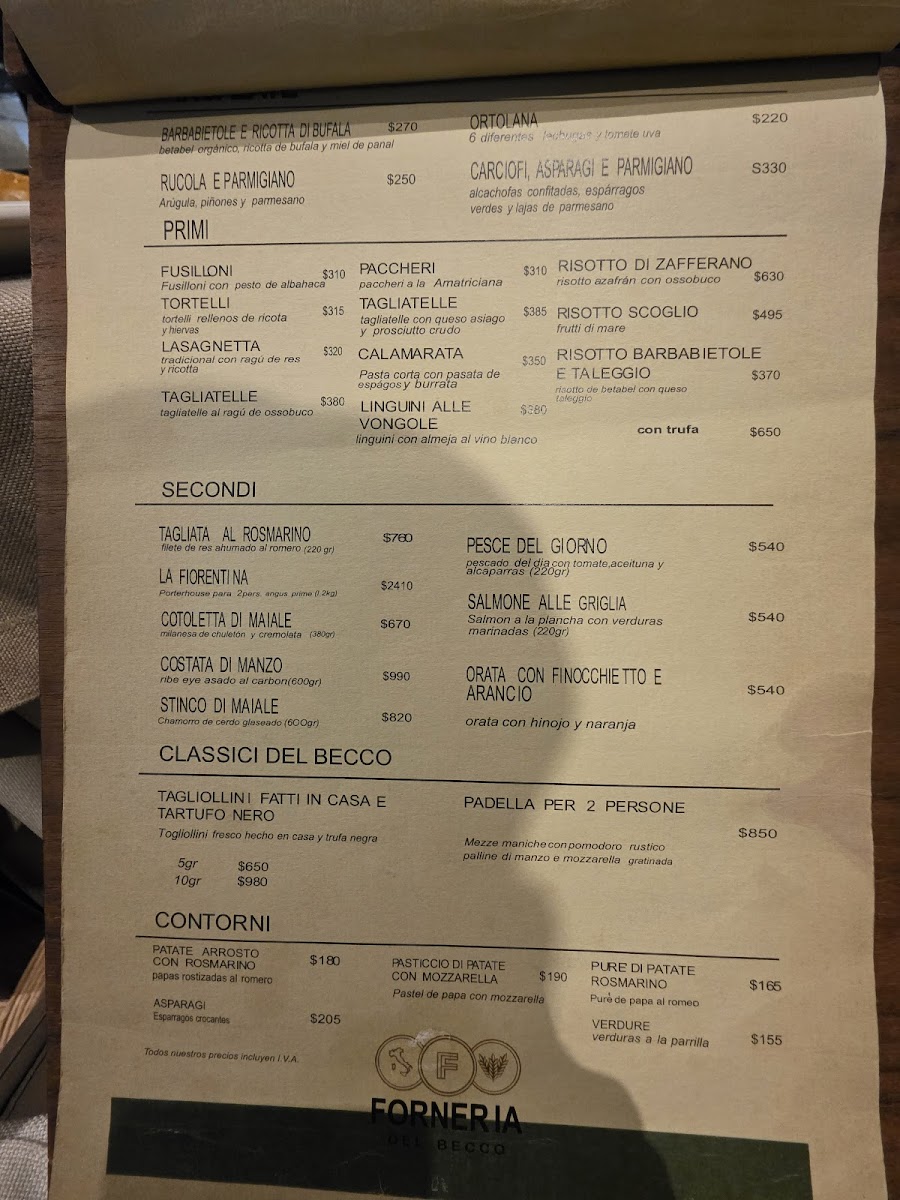 BARBABIETOLE E RICOTTA DI BUFALA $270
betabel orgánico, ricotta de bufala y miel de panal
RUCOLA E PARMIGIANO $250
Arúgula, piñones y parmesano
ORTOLANA $220
6 diferentes lechugas y tomate uva
CARCIOFI, ASPARAGI E PARMIGIANO S330
alcachofas confitadas, espárragos
verdes y lajas de parmesano
PRIMI
FUSILLONI $310
Fusilloni con pesto de albahaca
TORTELLI $315
tortelli rellenos de ricota
y hiervas
LASAGNETTA $320
tradicional con ragú de res
y ricotta
TAGLIATELLE $380
tagliatelle al ragú de ossobuco
PACCHERI $310
paccheri a la Amatriciana
TAGLIATELLE $385
tagliatelle con queso asiago
y prosciutto crudo
CALAMARATA $350
Pasta corta con pasata de
espágos y burrata
LINGUINI ALLE $380
VONGOLE
linguini con almeja al vino blanco
RISOTTO DI ZAFFERANO
risotto azafrán con ossobuco $630
RISOTTO SCOGLIO $495
frutti di mare
RISOTTO BARBABIETOLE
E TALEGGIO $370
risotto de betabel con queso
taleggio
con trufa $650
SECONDI
TAGLIATA AL ROSMARINO $760
filete de res ahumado al romero (220 gr)
LA FIORENTINA $2410
Porterhouse para 2pers. angus prime (1.2kg)
COTOLETTA DI MAIALE $670
milanesa de chuletón y cremolata (380gr)
COSTATA DI MANZO $990
ribe eye asado al carbon(600gr)
STINCO DI MAIALE $820
Chamorro de cerdo glaseado (600gr)
PESCE DEL GIORNO $540
pescado del dia con tomate,aceituna y
alcaparras (220gr)
SALMONE ALLE GRIGLIA $540
Salmon a la plancha con verduras
marinadas (220gr)
ORATA CON FINOCCHIETTO E
ARANCIO $540
orata con hinojo y naranja
CLASSICI DEL BECCO
TAGLIOLLINI FATTI IN CASA E
TARTUFO NERO
Togliollini fresco hecho en casa y trufa negra
5gr $650
10gr $980
PADELLA PER 2 PERSONE
$850
Mezze maniche con pomodoro rustico
palline di manzo e mozzarella gratinada
CONTORNI
PATATE ARROSTO
CON ROSMARINO $180
papas rostizadas al romero
ASPARAGI
Esparragos crocantes $205
PASTICCIO DI PATATE
CON MOZZARELLA $190
Pastel de papa con mozzarella
PURE DI PATATE
ROSMARINO $165
Puré de papa al romeo
VERDURE
verduras a la parrilla $155
Todos nuestros precios incluyen I.V.A.
F
FORNERIA
DEL BECCO